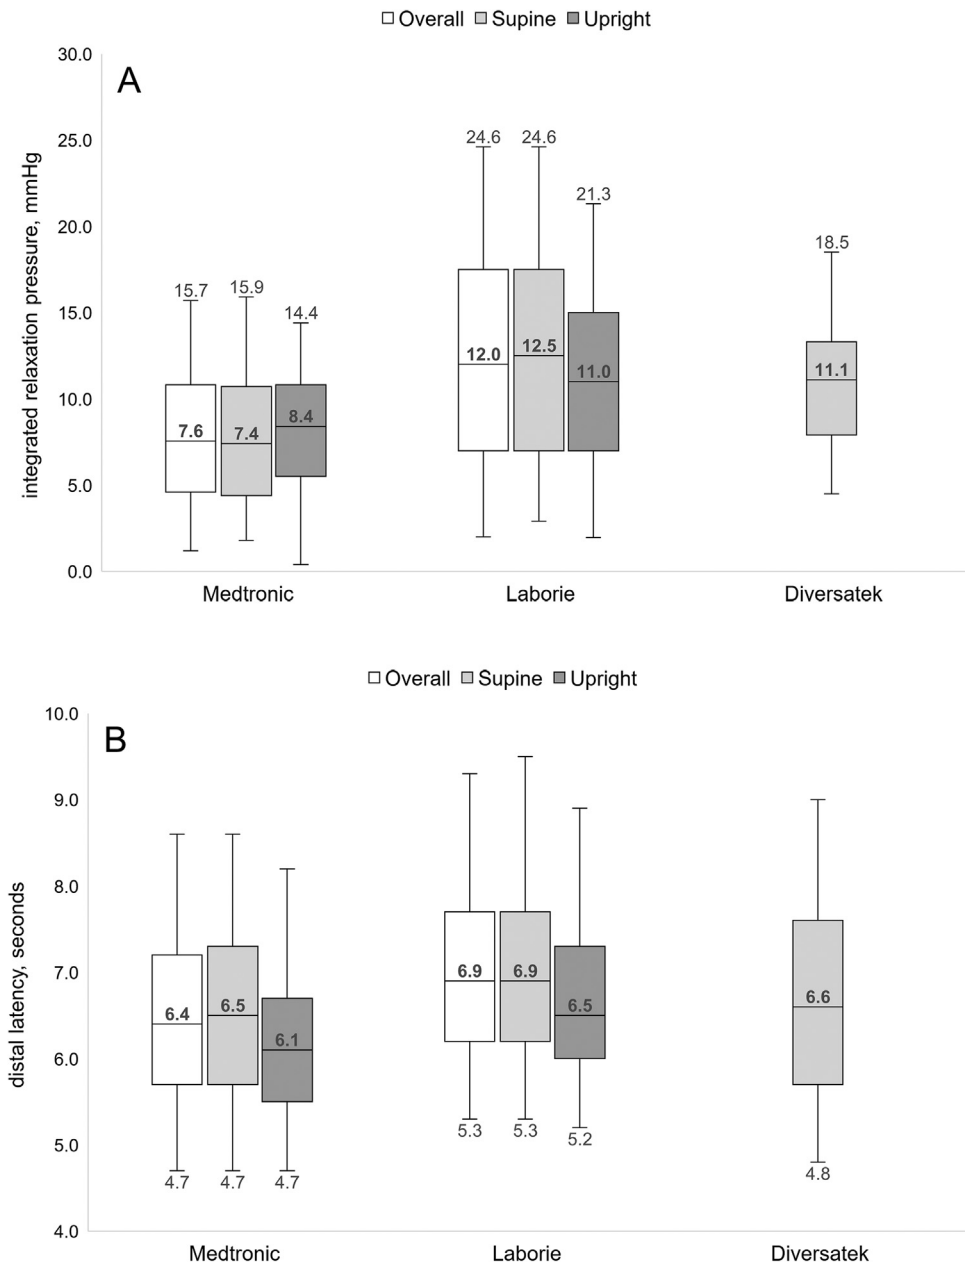 Overall Supine Upright
30.0
A
25.0
20.0
15.0
10.0
5.0
0.0
integrated relaxation pressure, mmHg
15.7 15.9 14.4
7.6 7.4 8.4
24.6 24.6 21.3
12.0 12.5 11.0
18.5
11.1
Medtronic Laborie Diversatek
Overall Supine Upright
10.0
B
9.0
8.0
7.0
6.0
5.0
4.0
distal latency, seconds
6.4 6.5 6.1
4.7 4.7 4.7
6.9 6.9 6.5
5.3 5.3 5.2
6.6
4.8
Medtronic Laborie Diversatek